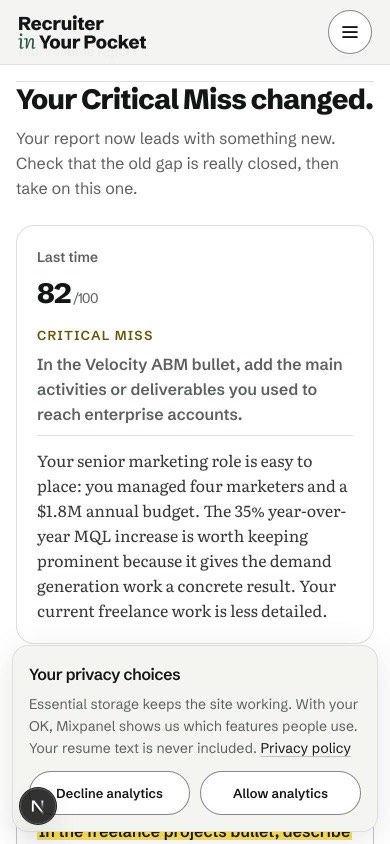 Recruiter
in Your Pocket
Your Critical Miss changed.
Your report now leads with something new.
Check that the old gap is really closed, then
take on this one.
Last time
82/100
CRITICAL MISS
In the Velocity ABM bullet, add the main
activities or deliverables you used to
reach enterprise accounts.
Your senior marketing role is easy to
place: you managed four marketers and a
$1.8M annual budget. The 35% year-over-
year MQL increase is worth keeping
prominent because it gives the demand
generation work a concrete result. Your
current freelance work is less detailed.
Your privacy choices
Essential storage keeps the site working. With your
OK, Mixpanel shows us which features people use.
Your resume text is never included. Privacy policy
Decline analytics
Allow analytics
N
In the freelance projects bullet, describe